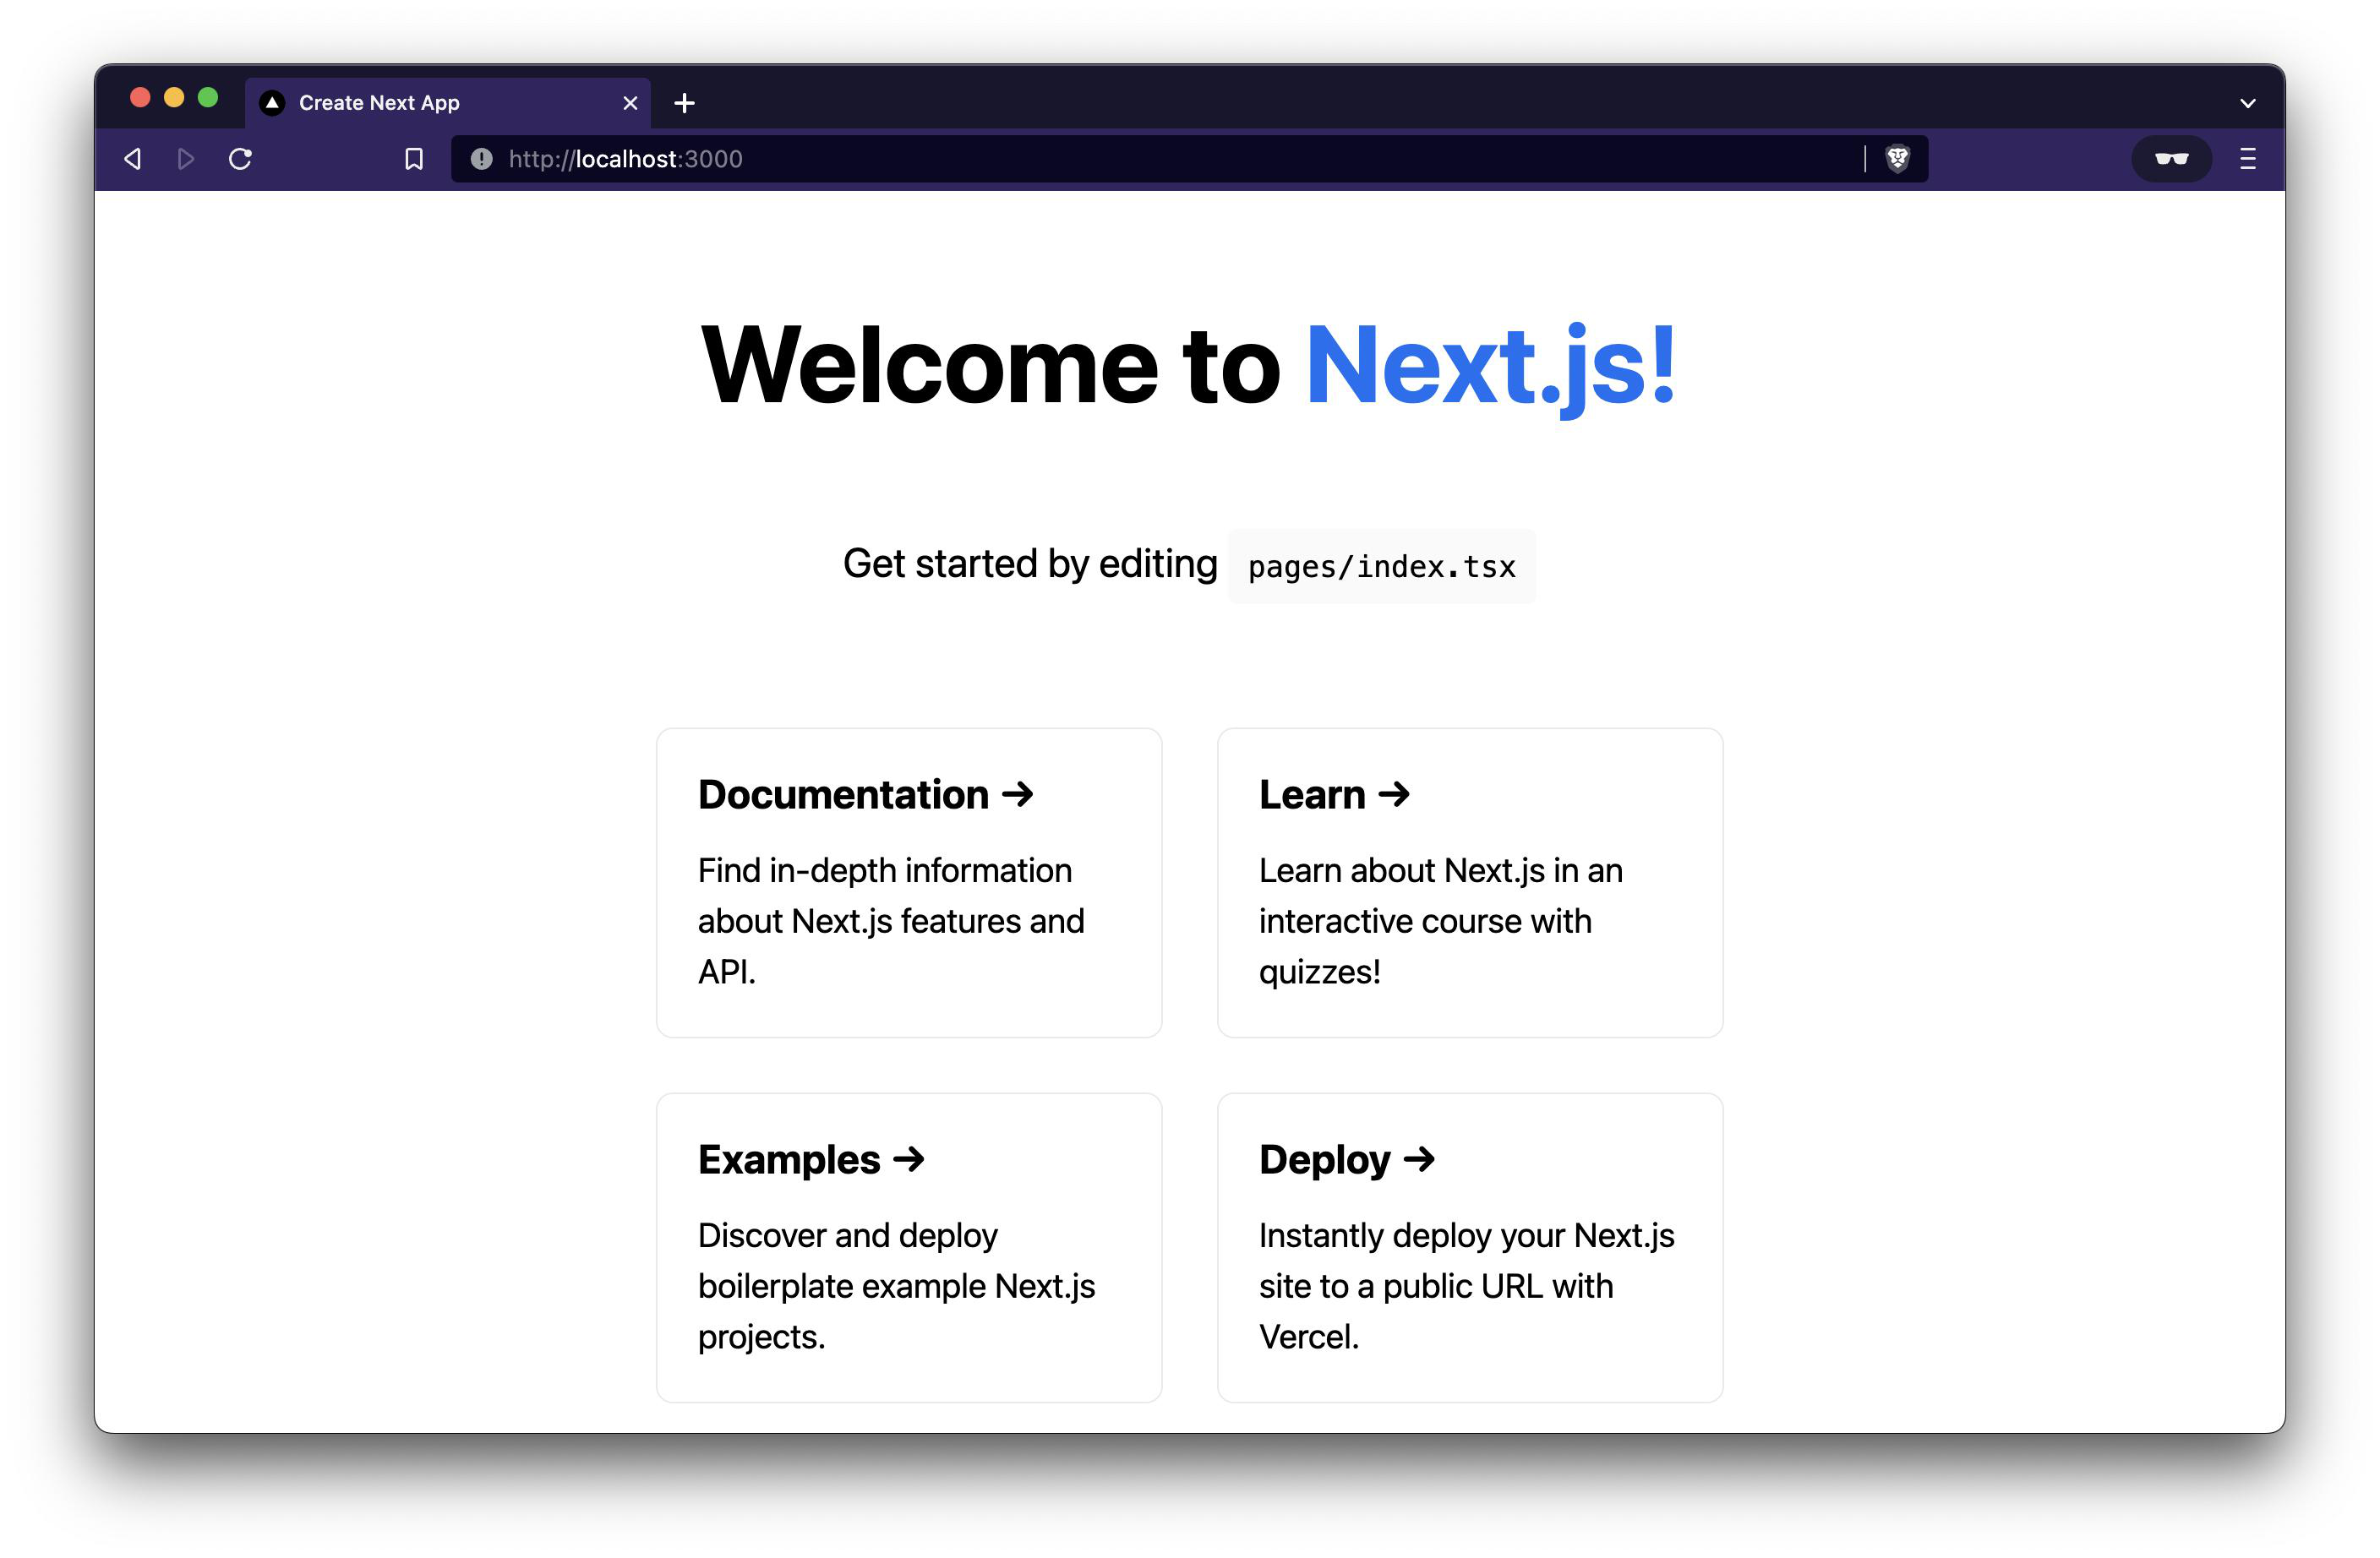 Create Next App
http://localhost:3000
Welcome to Next.js!
Get started by editing pages/index.tsx
Documentation →
Find in-depth information
about Next.js features and
API.
Learn →
Learn about Next.js in an
interactive course with
quizzes!
Examples →
Discover and deploy
boilerplate example Next.js
projects.
Deploy →
Instantly deploy your Next.js
site to a public URL with
Vercel.